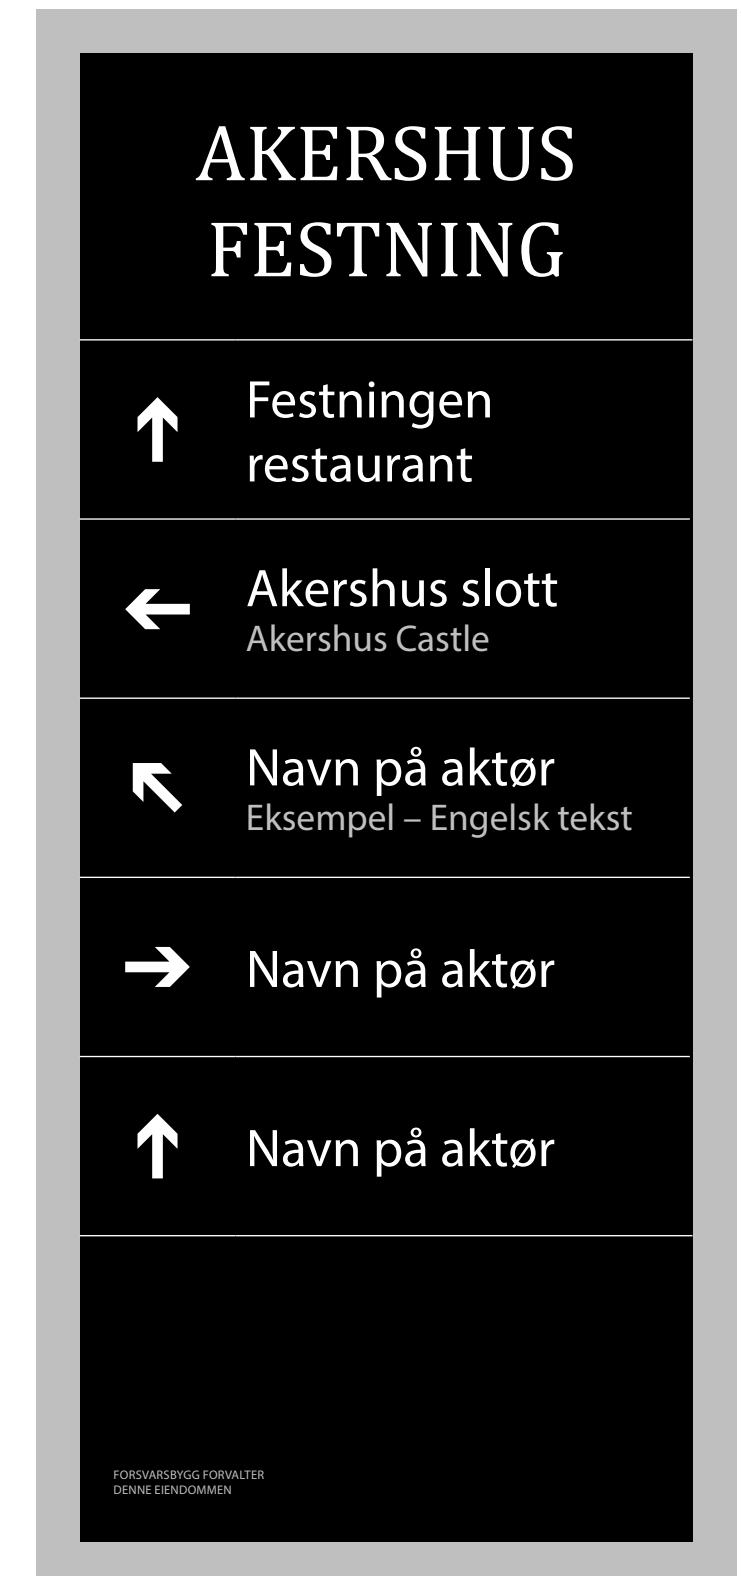 AKERSHUS
FESTNING
Festningen
restaurant
Akershus slott
Akershus Castle
Navn på aktør
Eksempel – Engelsk tekst
Navn på aktør
Navn på aktør
FORSVARSBYGG FORVALTER
DENNE EIENDOMMEN